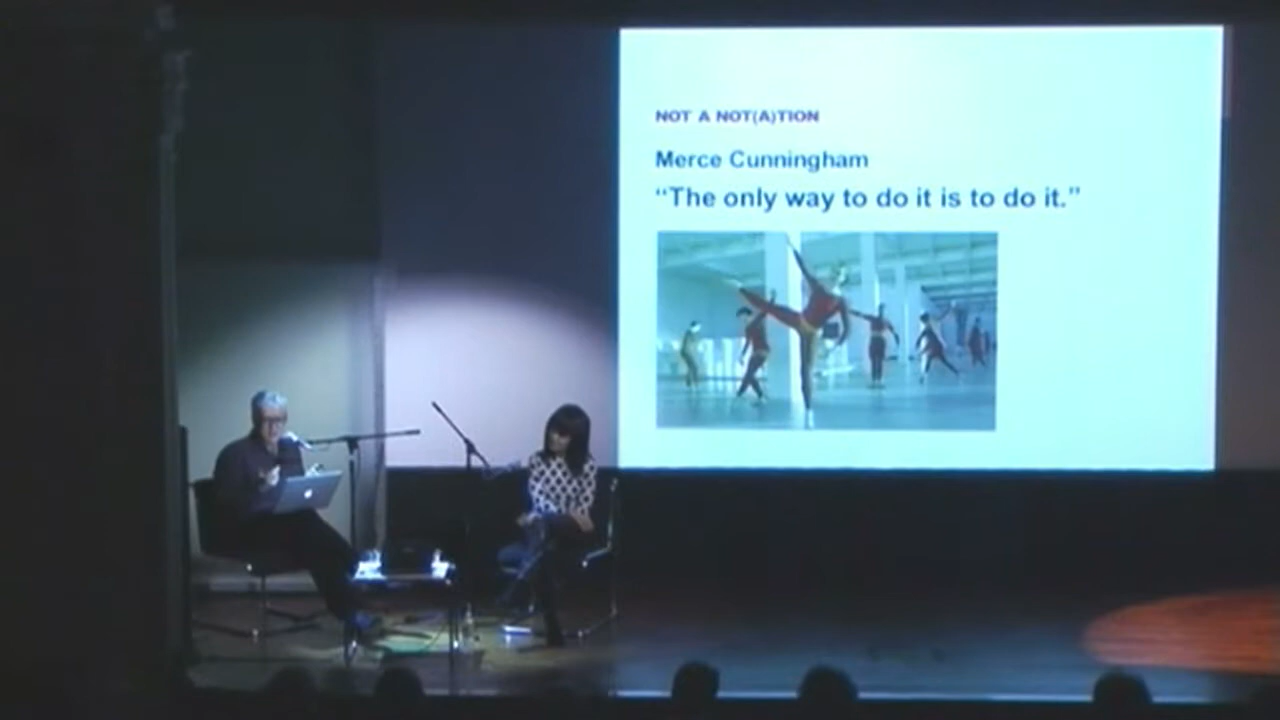 NOT A NOT(A)TION
Merce Cunningham
“The only way to do it is to do it.”